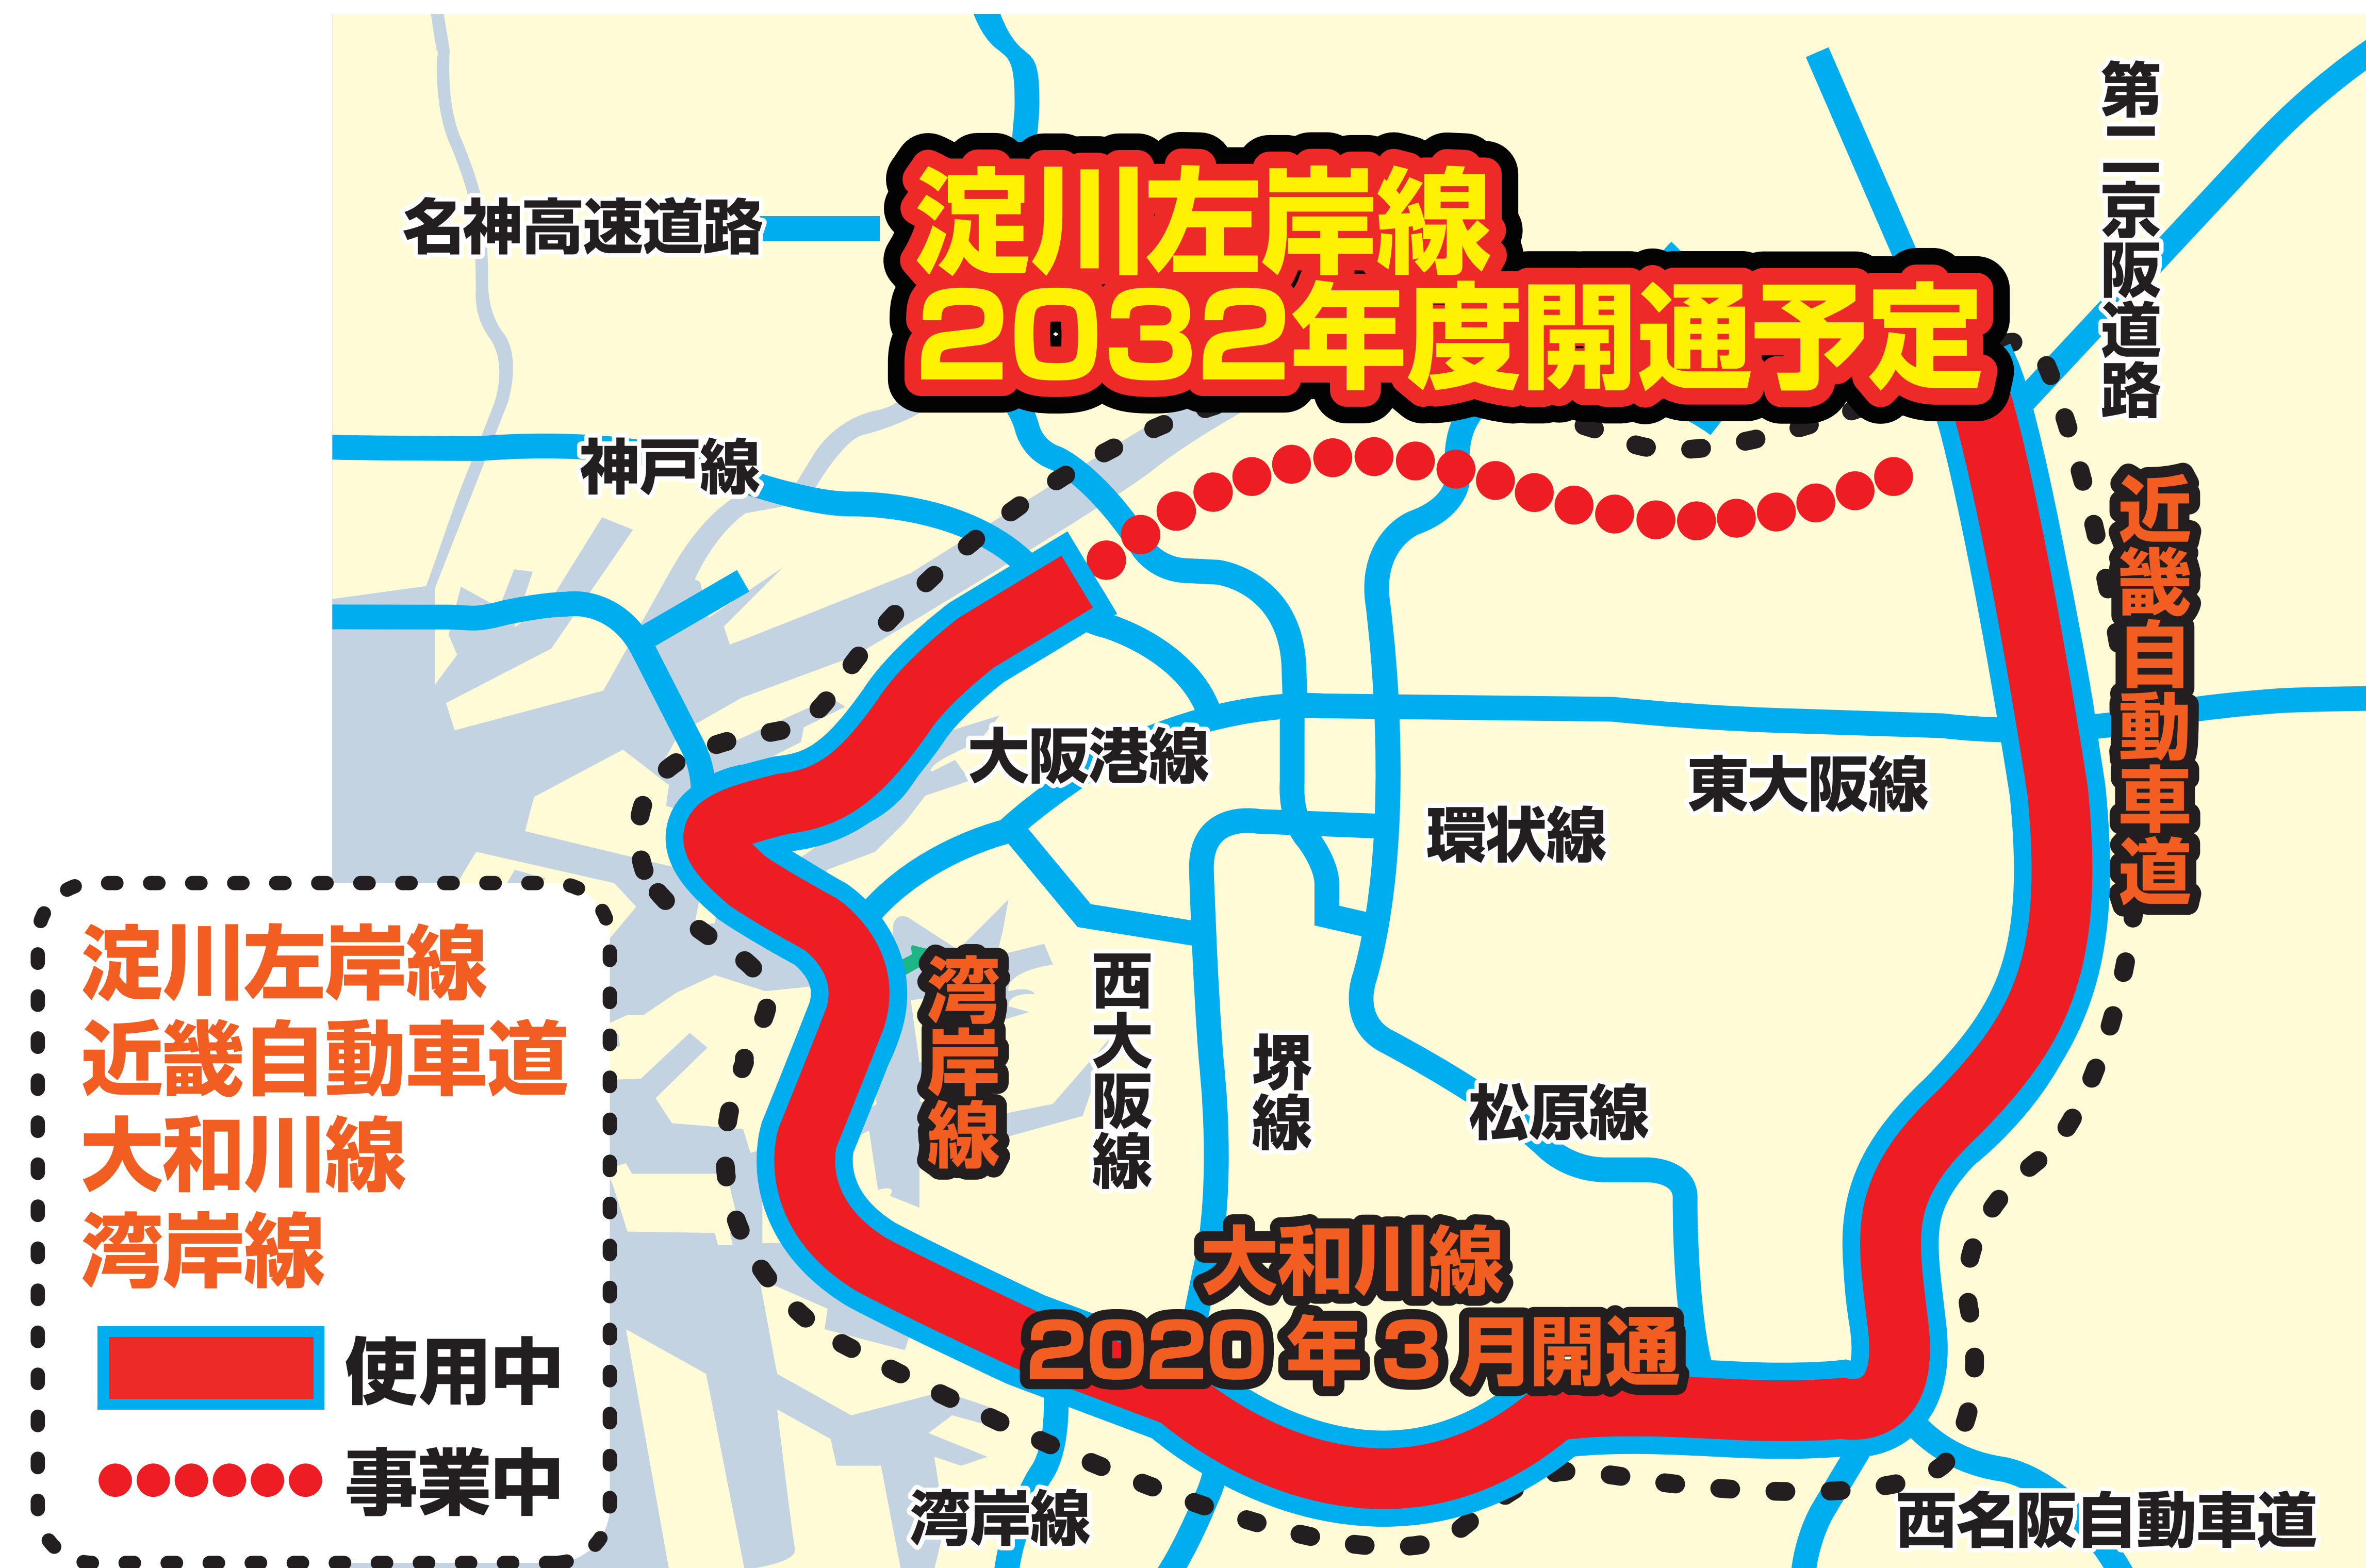 第二京阪道路
名神高速道路
淀川左岸線
2032年度開通予定
神戸線
近畿自動車道
大阪港線
東大阪線
環状線
湾岸線
西大阪線
堺線
松原線
大和川線
2020年3月開通
湾岸線
西名阪自動車道
淀川左岸線
近畿自動車道
大和川線
湾岸線
使用中
事業中